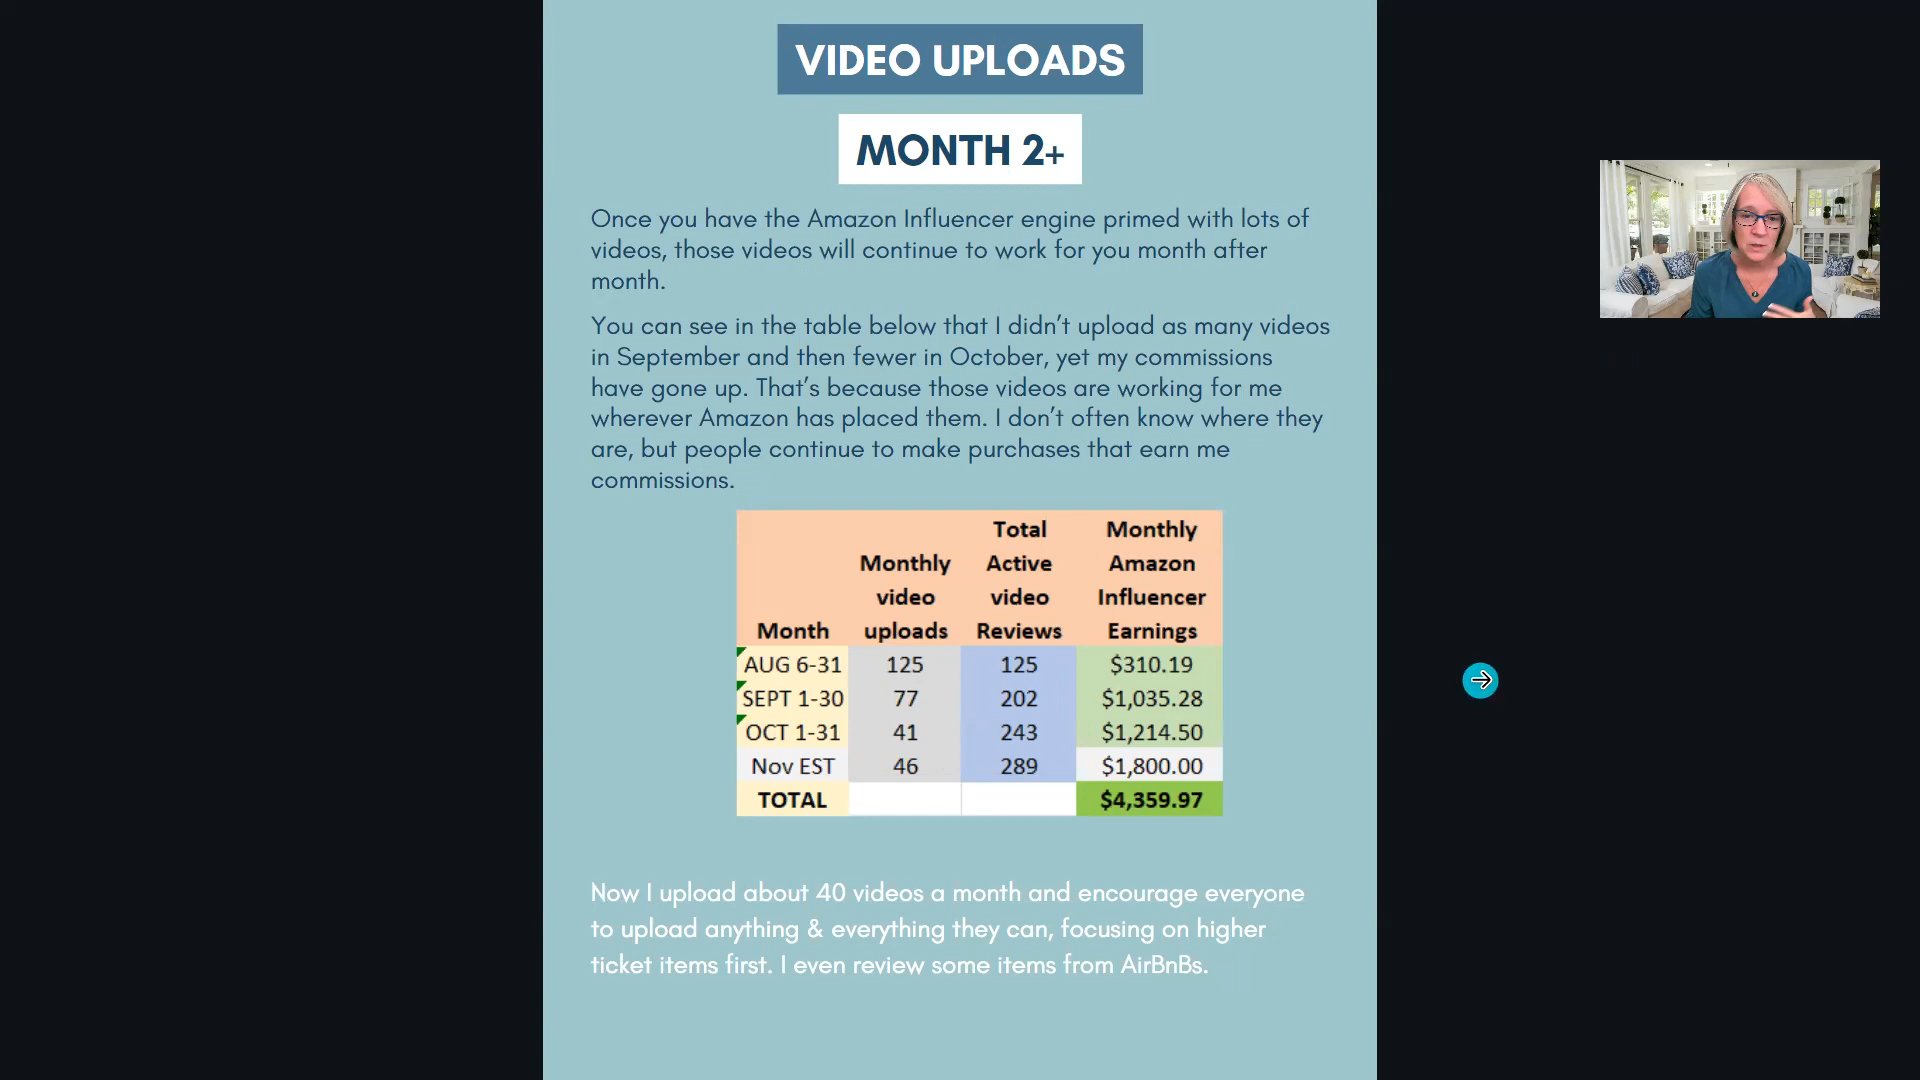 VIDEO UPLOADS
MONTH 2+
Once you have the Amazon Influencer engine primed with lots of
videos, those videos will continue to work for you month after
month.
You can see in the table below that I didn't upload as many videos
in September and then fewer in October, yet my commissions
have gone up. That's because those videos are working for me
wherever Amazon has placed them. I don't often know where they
are, but people continue to make purchases that earn me
commissions.
Month Monthly video uploads Total Active video Reviews Monthly Amazon Influencer Earnings
AUG 6-31 125 125 $310.19
SEPT 1-30 77 202 $1,035.28
OCT 1-31 41 243 $1,214.50
Nov EST 46 289 $1,800.00
TOTAL $4,359.97
Now I upload about 40 videos a month and encourage everyone
to upload anything & everything they can, focusing on higher
ticket items first. I even review some items from AirBnBs.